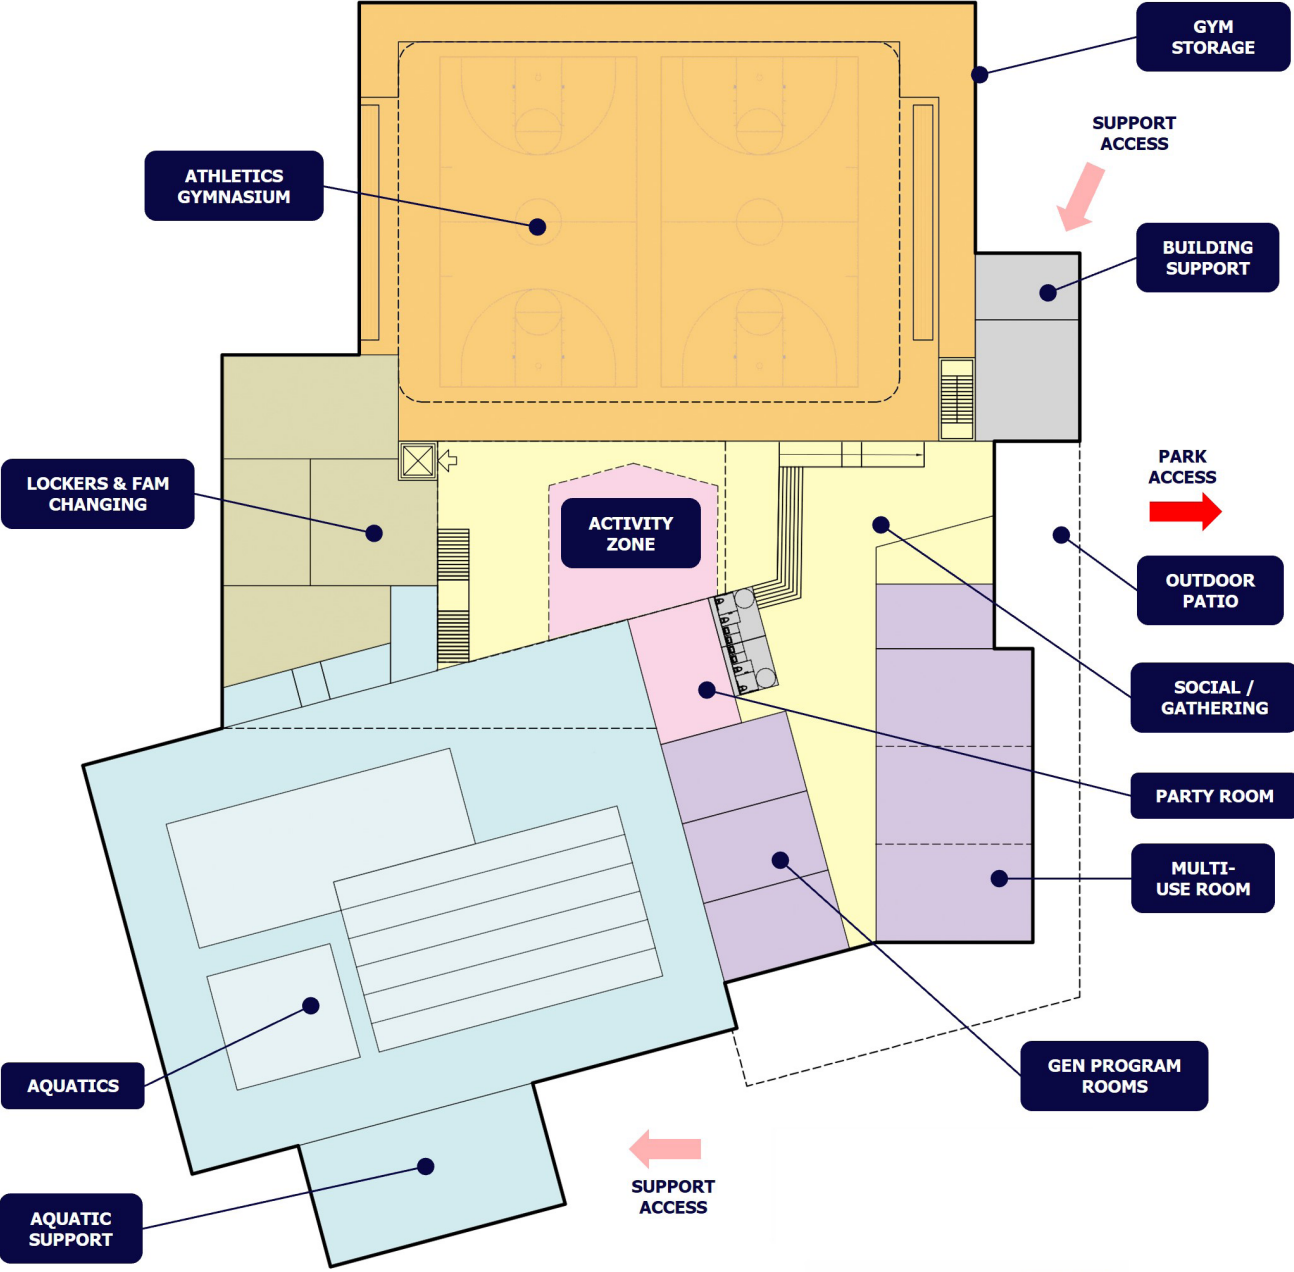 GYM
STORAGE
SUPPORT
ACCESS
ATHLETICS
GYMNASIUM
BUILDING
SUPPORT
PARK
ACCESS
LOCKERS & FAM
CHANGING
ACTIVITY
ZONE
OUTDOOR
PATIO
SOCIAL /
GATHERING
PARTY ROOM
MULTI-
USE ROOM
GEN PROGRAM
ROOMS
AQUATICS
SUPPORT
ACCESS
AQUATIC
SUPPORT